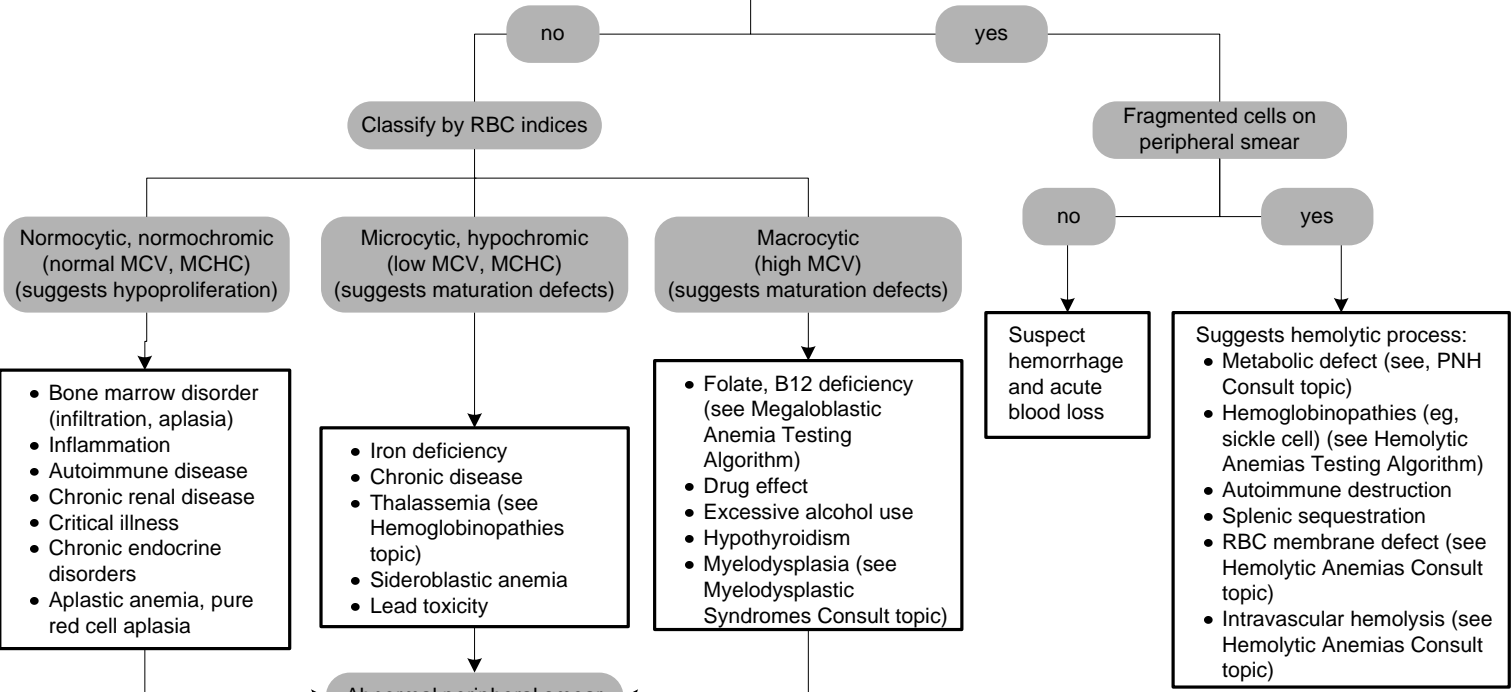 no
yes
Classify by RBC indices
Fragmented cells on
peripheral smear
no
yes
Normocytic, normochromic
(normal MCV, MCHC)
(suggests hypoproliferation)
Microcytic, hypochromic
(low MCV, MCHC)
(suggests maturation defects)
Macrocytic
(high MCV)
(suggests maturation defects)
• Bone marrow disorder
(infiltration, aplasia)
• Inflammation
• Autoimmune disease
• Chronic renal disease
• Critical illness
• Chronic endocrine
disorders
• Aplastic anemia, pure
red cell aplasia
• Iron deficiency
• Chronic disease
• Thalassemia (see
Hemoglobinopathies
topic)
• Sideroblastic anemia
• Lead toxicity
• Folate, B12 deficiency
(see Megaloblastic
Anemia Testing
Algorithm)
• Drug effect
• Excessive alcohol use
• Hypothyroidism
• Myelodysplasia (see
Myelodysplastic
Syndromes Consult topic)
Suspect
hemorrhage
and acute
blood loss
Suggests hemolytic process:
• Metabolic defect (see, PNH
Consult topic)
• Hemoglobinopathies (eg,
sickle cell) (see Hemolytic
Anemias Testing Algorithm)
• Autoimmune destruction
• Splenic sequestration
• RBC membrane defect (see
Hemolytic Anemias Consult
topic)
• Intravascular hemolysis (see
Hemolytic Anemias Consult
topic)
Abnormal peripheral smear